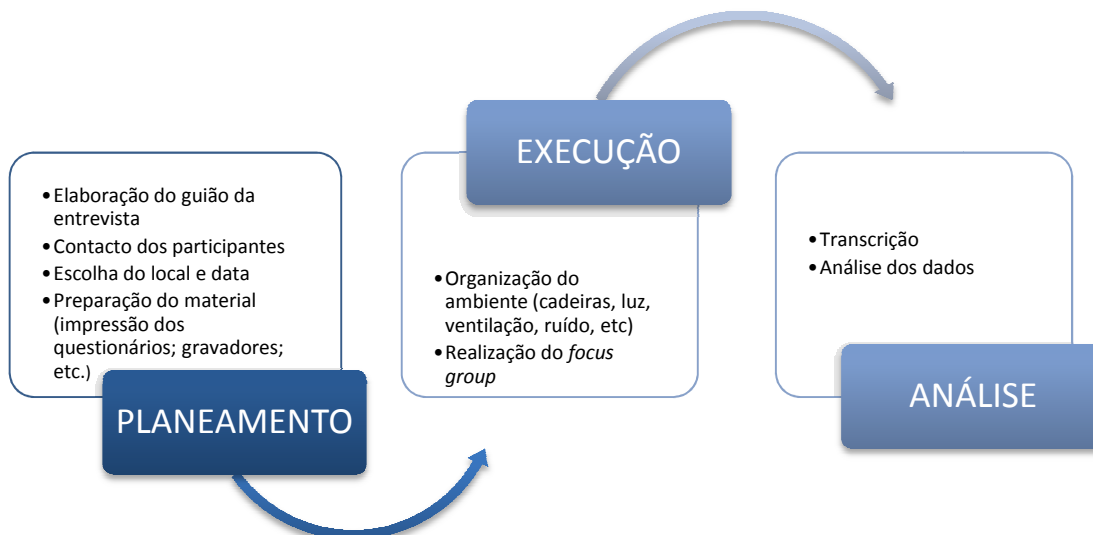 • Elaboração do guião da
entrevista
• Contacto dos participantes
• Escolha do local e data
• Preparação do material
(impressão dos
questionários; gravadores;
etc.)
PLANEAMENTO
EXECUÇÃO
• Organização do
ambiente (cadeiras, luz,
ventilação, ruído, etc)
• Realização do focus
group
• Transcrição
• Análise dos dados
ANÁLISE